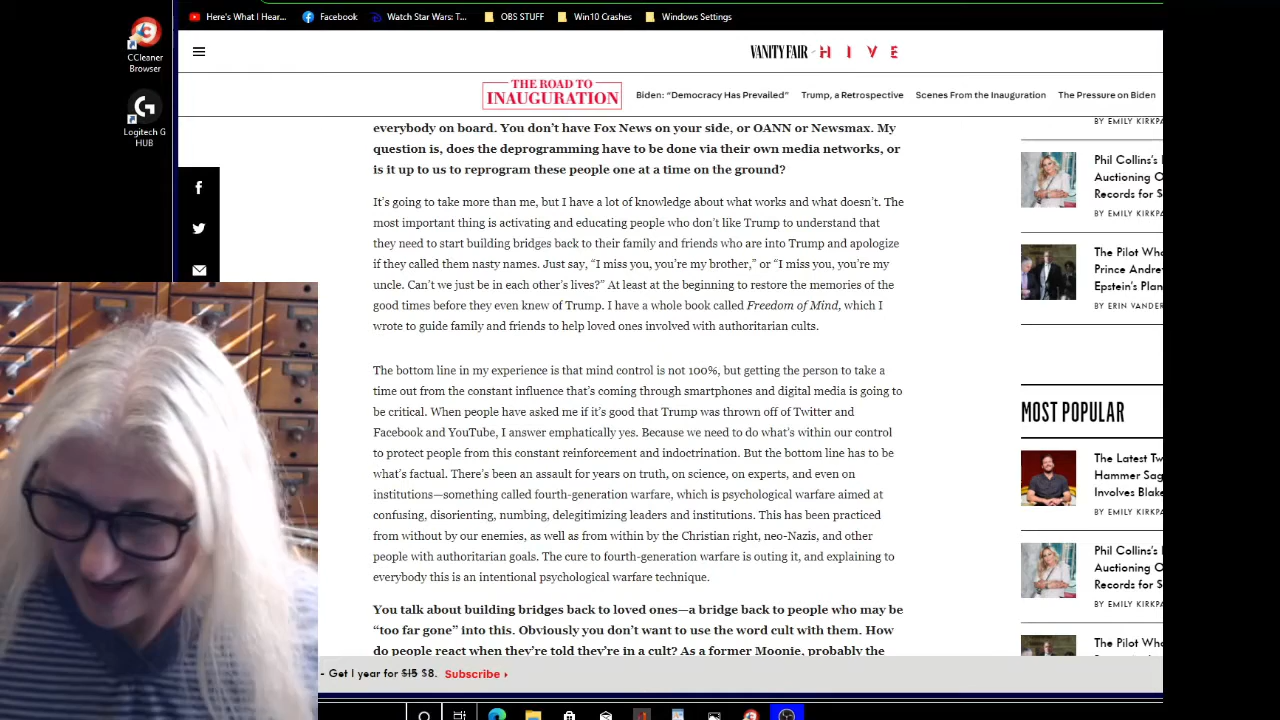 Here's What I Hear...
Facebook
Watch Star Wars: T...
OBS STUFF
Win10 Crashes
Windows Settings
CCleaner
Browser
Logitech G
HUB
VANITY FAIR
HIVE
THE ROAD TO
INAUGURATION
Biden: “Democracy Has Prevailed”
Trump, a Retrospective
Scenes From the Inauguration
The Pressure on Biden
everybody on board. You don’t have Fox News on your side, or OANN or Newsmax. My
question is, does the deprogramming have to be done via their own media networks, or
is it up to us to reprogram these people one at a time on the ground?
It’s going to take more than me, but I have a lot of knowledge about what works and what doesn’t. The
most important thing is activating and educating people who don’t like Trump to understand that
they need to start building bridges back to their family and friends who are into Trump and apologize
if they called them nasty names. Just say, “I miss you, you’re my brother,” or “I miss you, you’re my
uncle. Can’t we just be in each other’s lives?” At least at the beginning to restore the memories of the
good times before they even knew of Trump. I have a whole book called Freedom of Mind, which I
wrote to guide family and friends to help loved ones involved with authoritarian cults.
The bottom line in my experience is that mind control is not 100%, but getting the person to take a
time out from the constant influence that’s coming through smartphones and digital media is going to
be critical. When people have asked me if it’s good that Trump was thrown off of Twitter and
Facebook and YouTube, I answer emphatically yes. Because we need to do what’s within our control
to protect people from this constant reinforcement and indoctrination. But the bottom line has to be
what’s factual. There’s been an assault for years on truth, on science, on experts, and even on
institutions—something called fourth-generation warfare, which is psychological warfare aimed at
confusing, disorienting, numbing, delegitimizing leaders and institutions. This has been practiced
from without by our enemies, as well as from within by the Christian right, neo-Nazis, and other
people with authoritarian goals. The cure to fourth-generation warfare is outing it, and explaining to
everybody this is an intentional psychological warfare technique.
You talk about building bridges back to loved ones—a bridge back to people who may be
“too far gone” into this. Obviously you don’t want to use the word cult with them. How
do people react when they’re told they’re in a cult? As a former Moonie, probably the
- Get 1 year for $15 $8. Subscribe
BY EMILY KIRKPA
Phil Collins’s
Auctioning O
Records for $
BY EMILY KIRKPA
The Pilot Who
Prince Andre
Epstein’s Plan
BY ERIN VANDER
MOST POPULAR
The Latest Tw
Hammer Sag
Involves Blake
BY EMILY KIRKPA
Phil Collins’s
Auctioning O
Records for $
BY EMILY KIRKPA
The Pilot Who